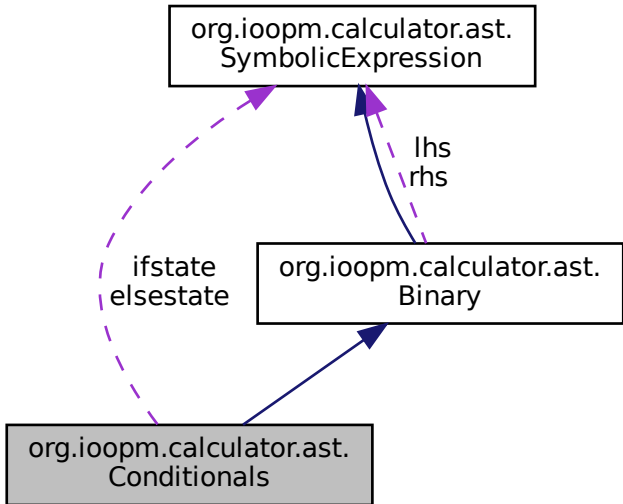 org.ioopm.calculator.ast.
SymbolicExpression
lhs
rhs
ifstate
elsestate
org.ioopm.calculator.ast.
Binary
org.ioopm.calculator.ast.
Conditionals